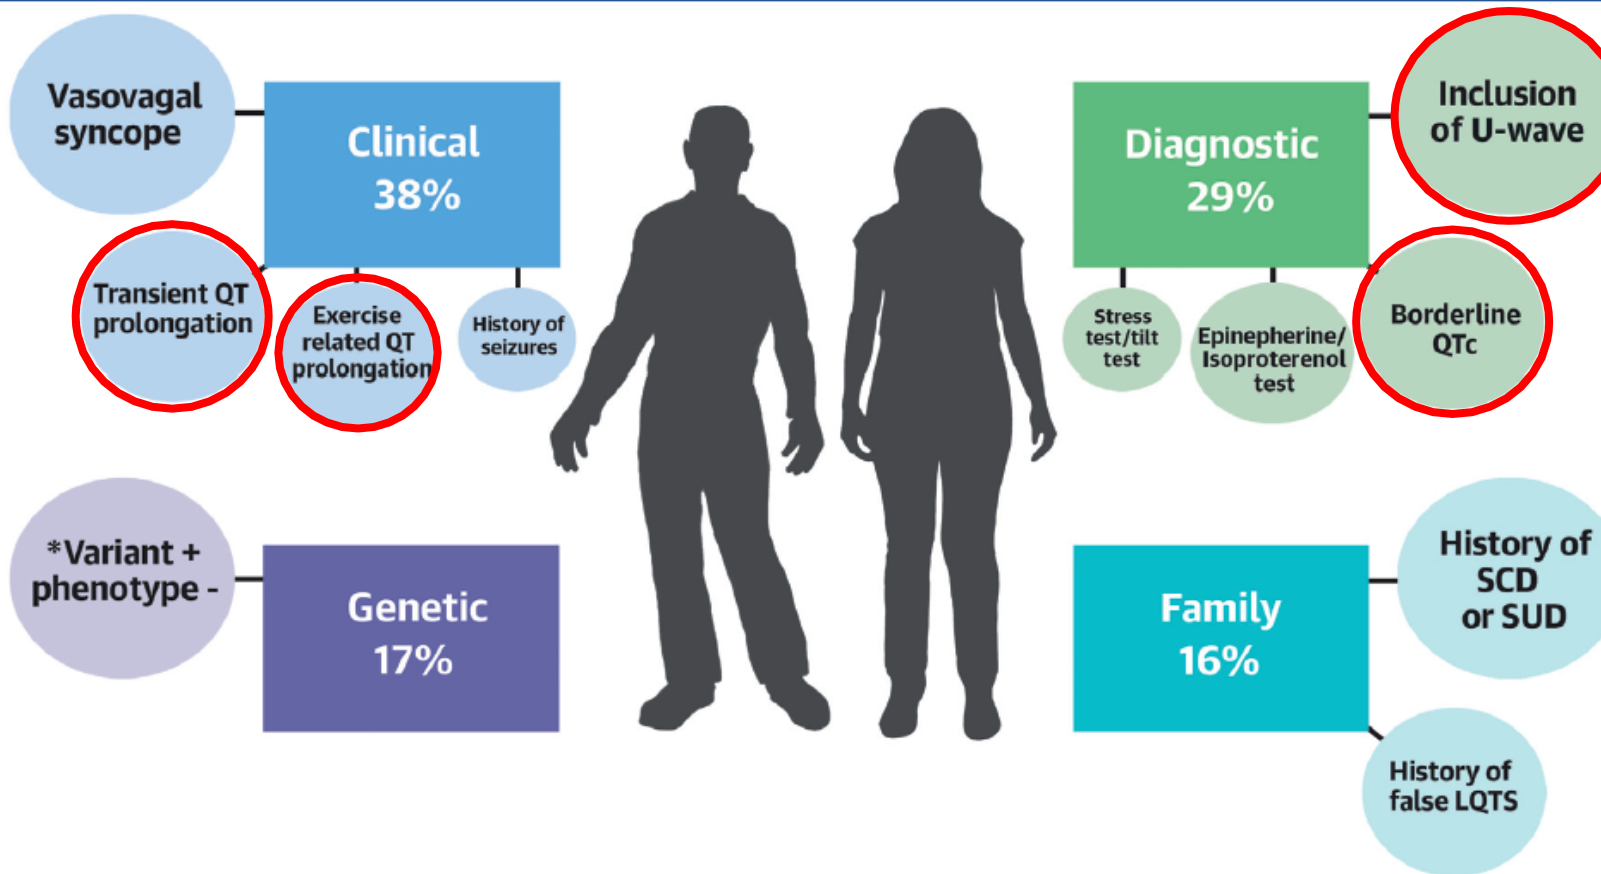 Vasovagal
syncope
Clinical
38%
Transient QT
prolongation
Exercise
related QT
prolongation
History of
seizures
Diagnostic
29%
Inclusion
of U-wave
Stress
test/tilt
test
Epinepherine/
Isoproterenol
test
Borderline
QTc
*Variant +
phenotype -
Genetic
17%
Family
16%
History of
SCD
or SUD
History of
false LQTS